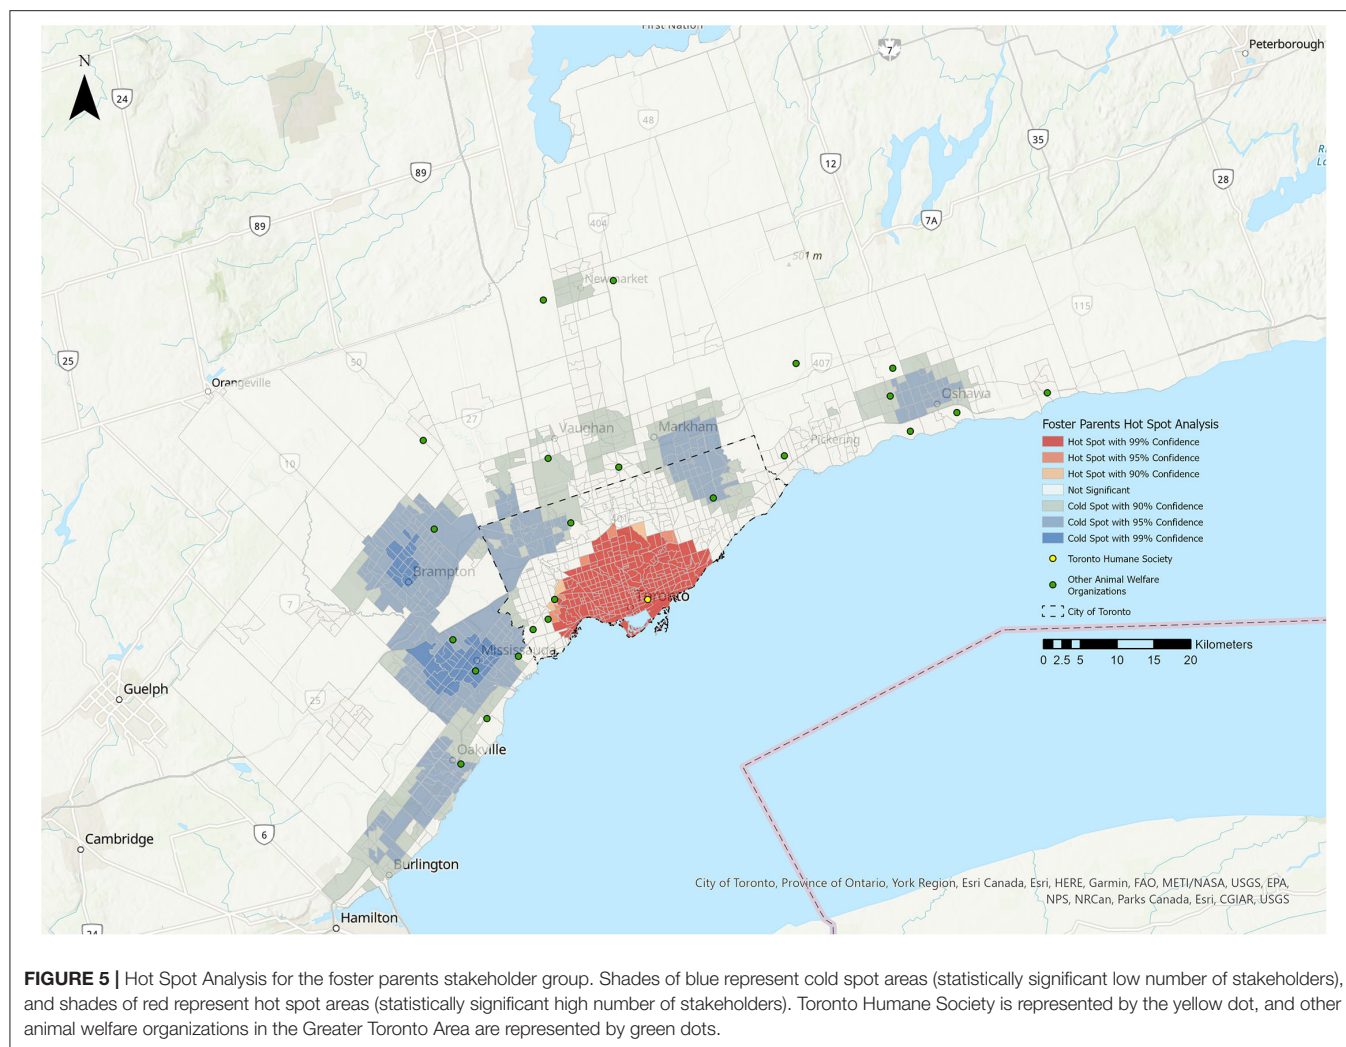 First Nation
N
24
7
Peterborough
48
35
12
89
28
7A
404
89
501 m
Newmarket
115
25
50
407
Orangeville
Oshawa
27
Vaughan
Markham
Pickering
10
401
Brampton
7
Toronto
Mississauga
Guelph
25
Oakville
6
Cambridge
Burlington
Hamilton
24
Foster Parents Hot Spot Analysis
Hot Spot with 99% Confidence
Hot Spot with 95% Confidence
Hot Spot with 90% Confidence
Not Significant
Cold Spot with 90% Confidence
Cold Spot with 95% Confidence
Cold Spot with 99% Confidence
Toronto Humane Society
Other Animal Welfare
Organizations
City of Toronto
Kilometers
0 2.5 5 10 15 20
City of Toronto, Province of Ontario, York Region, Esri Canada, Esri, HERE, Garmin, FAO, METI/NASA, USGS, EPA,
NPS, NRCan, Parks Canada, Esri, CGIAR, USGS
FIGURE 5 | Hot Spot Analysis for the foster parents stakeholder group. Shades of blue represent cold spot areas (statistically significant low number of stakeholders),
and shades of red represent hot spot areas (statistically significant high number of stakeholders). Toronto Humane Society is represented by the yellow dot, and other
animal welfare organizations in the Greater Toronto Area are represented by green dots.